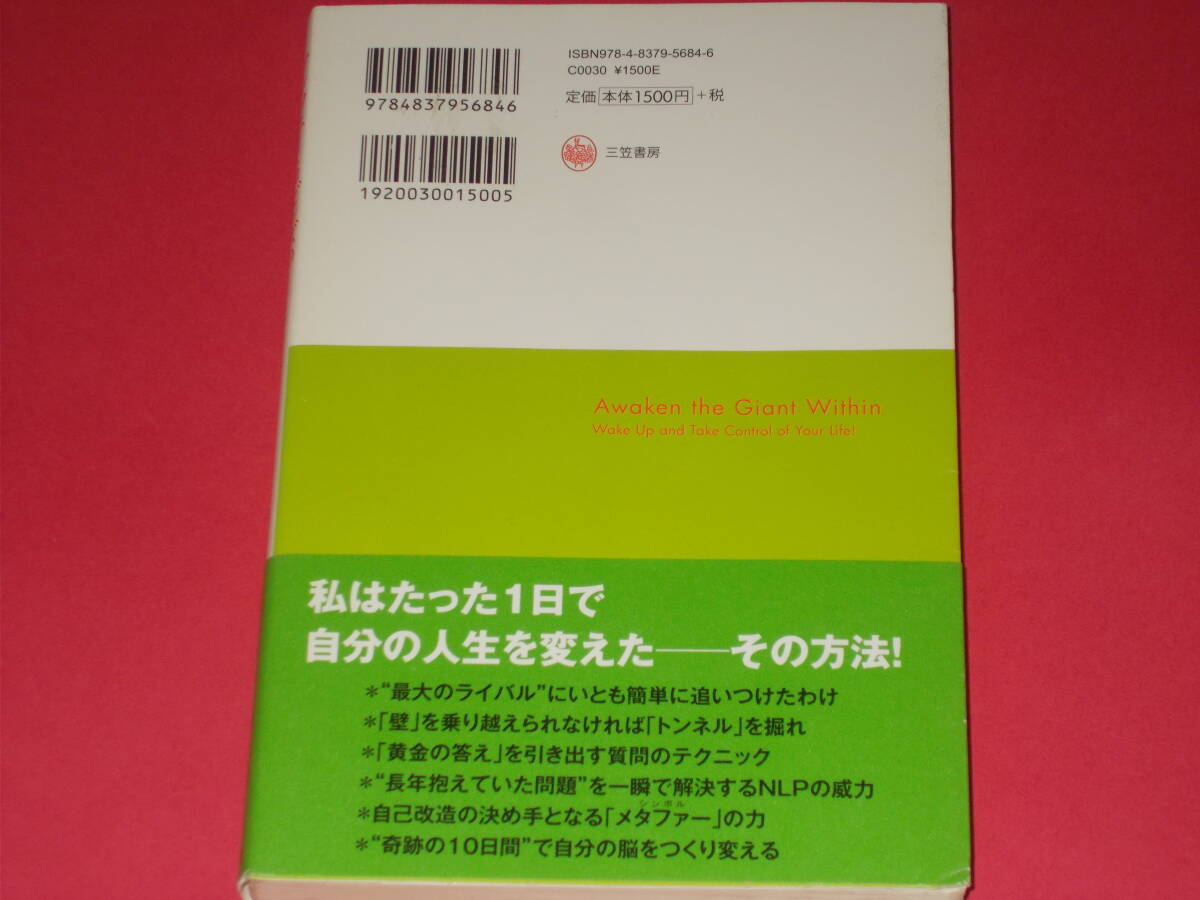 ISBN978-4-8379-5684-6
C0030 ¥1500E
9784837956846
定価 本体1500円 +税
三笠書房
1920030015005
Awaken the Giant Within
Wake Up and Take Control of Your Life!
私はたった1日で
自分の人生を変えた――その方法!
*“最大のライバル”にいとも簡単に追いつけたわけ
*「壁」を乗り越えられなければ「トンネル」を掘れ
*「黄金の答え」を引き出す質問のテクニック
*“長年抱えていた問題”を一瞬で解決するNLPの威力
シンボル
*自己改造の決め手となる「メタファー」の力
*“奇跡の10日間”で自分の脳をつくり変える